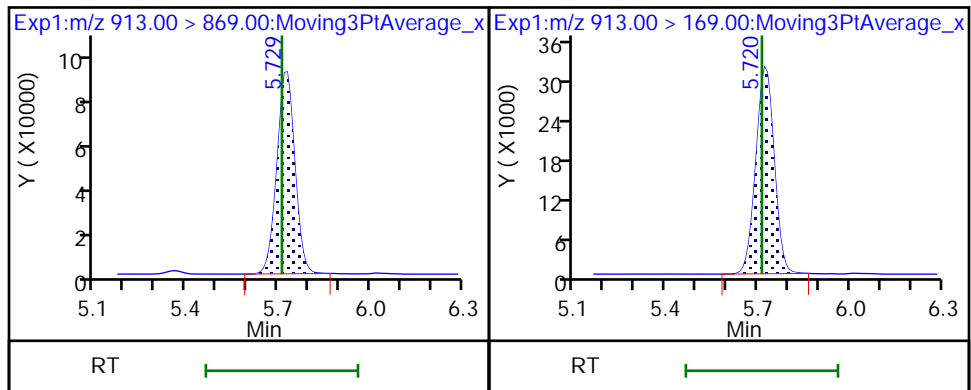 Exp1:m/z 913.00 > 869.00:Moving3PtAverage_x
5.729
Y ( X10000)
10
8
6
4
2
0
5.1 5.4 5.7 6.0 6.3
Min
RT
Exp1:m/z 913.00 > 169.00:Moving3PtAverage_x
5.720
Y ( X1000)
36
30
24
18
12
6
0
5.1 5.4 5.7 6.0 6.3
Min
RT